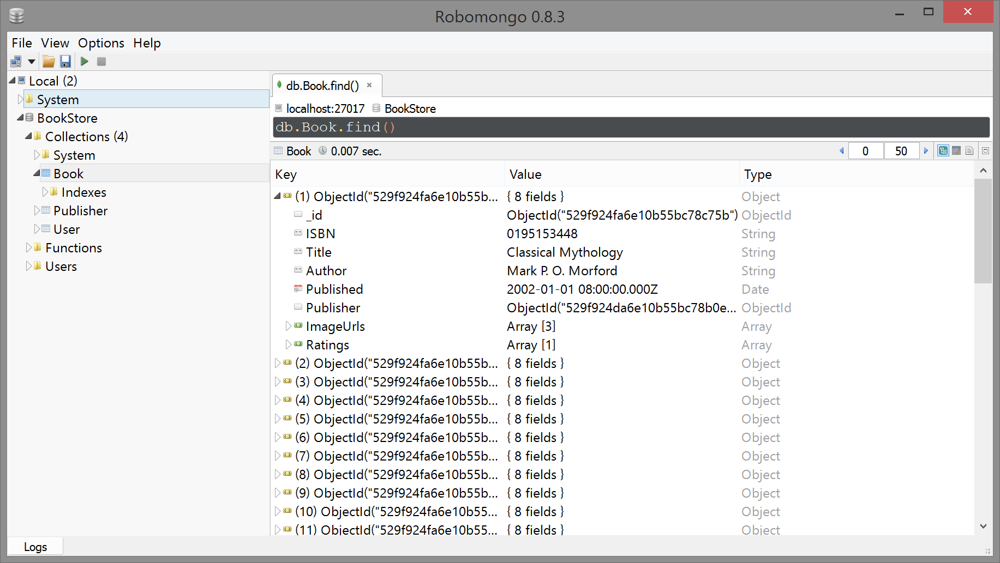 Robomongo 0.8.3
File View Options Help
Local (2)
System
BookStore
Collections (4)
System
Book
Indexes
Publisher
User
Functions
Users
db.Book.find()
localhost:27017 BookStore
db.Book.find()
Book 0.007 sec. 0 50
Key Value Type
(1) ObjectId("529f924fa6e10b55b... { 8 fields } Object
_id ObjectId("529f924fa6e10b55bc78c75b") ObjectId
ISBN 0195153448 String
Title Classical Mythology String
Author Mark P. O. Morford String
Published 2002-01-01 08:00:00.000Z Date
Publisher ObjectId("529f924da6e10b55bc78b0e... ObjectId
ImageUrls Array [3] Array
Ratings Array [1] Array
(2) ObjectId("529f924fa6e10b55b... { 8 fields } Object
(3) ObjectId("529f924fa6e10b55b... { 8 fields } Object
(4) ObjectId("529f924fa6e10b55b... { 8 fields } Object
(5) ObjectId("529f924fa6e10b55b... { 8 fields } Object
(6) ObjectId("529f924fa6e10b55b... { 8 fields } Object
(7) ObjectId("529f924fa6e10b55b... { 8 fields } Object
(8) ObjectId("529f924fa6e10b55b... { 8 fields } Object
(9) ObjectId("529f924fa6e10b55b... { 8 fields } Object
(10) ObjectId("529f924fa6e10b55... { 8 fields } Object
(11) ObjectId("529f924fa6e10b55... { 8 fields } Object
Logs